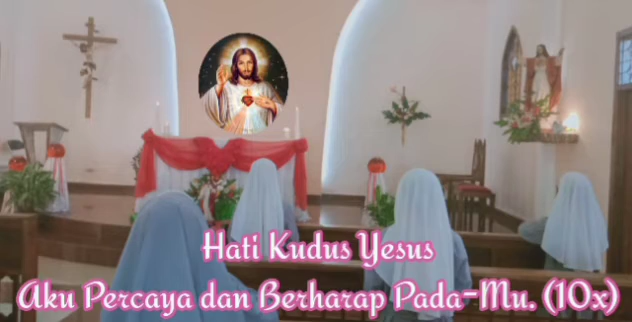 Hati Kudus Yesus
Aku Percaya dan Berharap Pada-Mu. (10x)